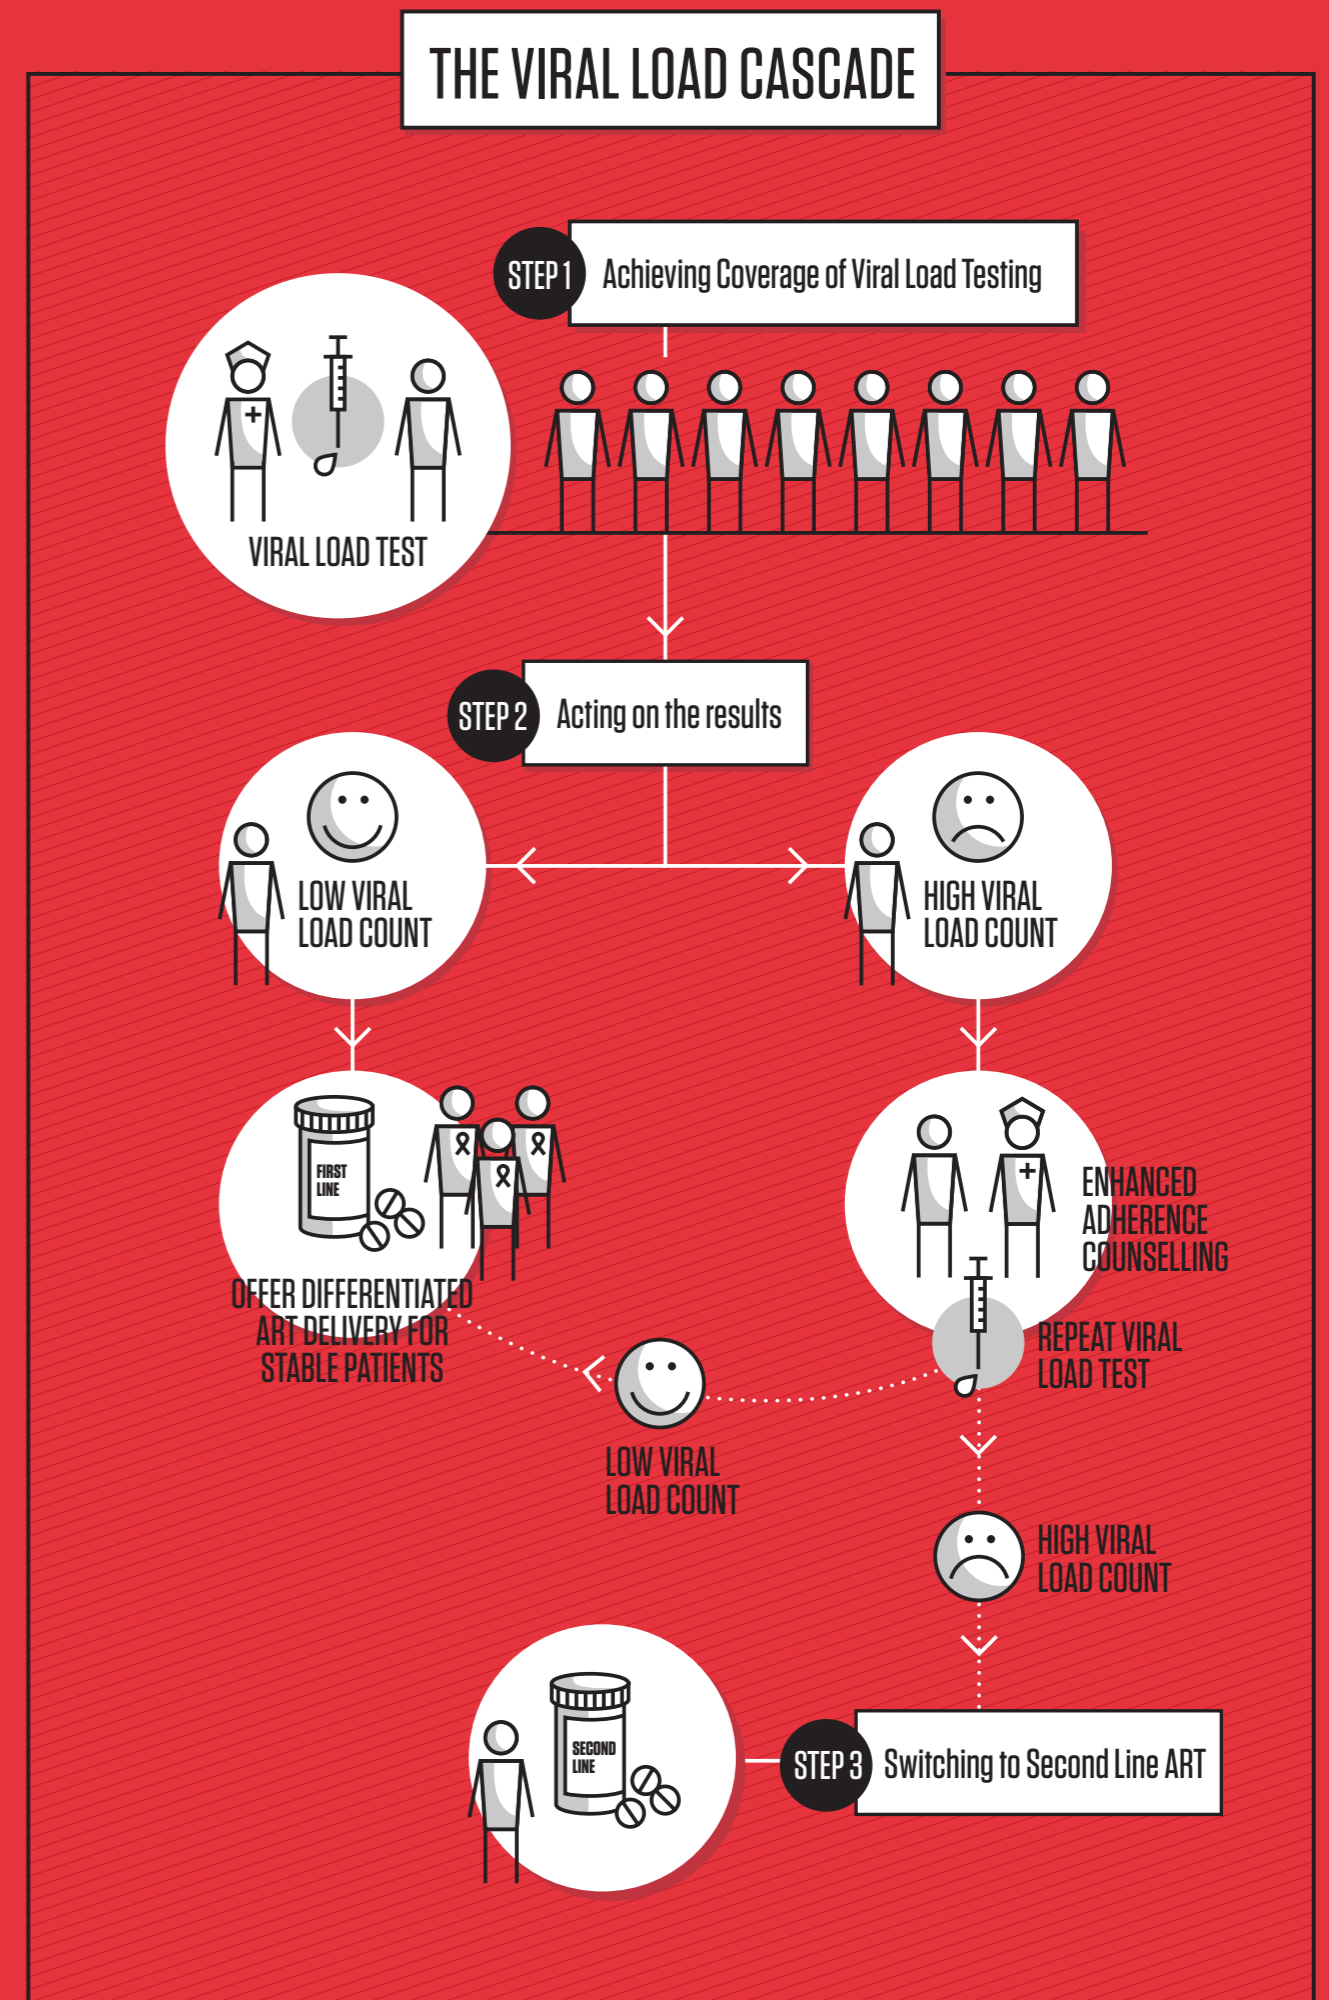 THE VIRAL LOAD CASCADE
STEP 1
Achieving Coverage of Viral Load Testing
VIRAL LOAD TEST
STEP 2
Acting on the results
LOW VIRAL
LOAD COUNT
HIGH VIRAL
LOAD COUNT
FIRST
LINE
OFFER DIFFERENTIATED
ART DELIVERY FOR
STABLE PATIENTS
ENHANCED
ADHERENCE
COUNSELLING
REPEAT VIRAL
LOAD TEST
LOW VIRAL
LOAD COUNT
HIGH VIRAL
LOAD COUNT
SECOND
LINE
STEP 3
Switching to Second Line ART